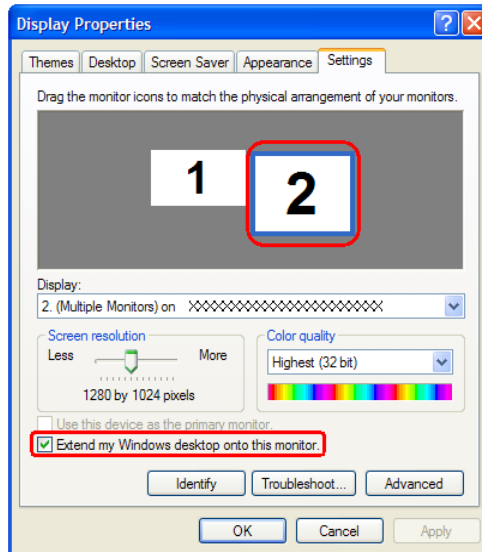 Display Properties
Themes Desktop Screen Saver Appearance Settings
Drag the monitor icons to match the physical arrangement of your monitors.
1 2
Display:
2. (Multiple Monitors) on XXXXXXXXXXXXXXXXXXXXXX
Screen resolution
Less More
1280 by 1024 pixels
Color quality
Highest (32 bit)
Use this device as the primary monitor.
Extend my Windows desktop onto this monitor.
Identify Troubleshoot... Advanced
OK Cancel Apply